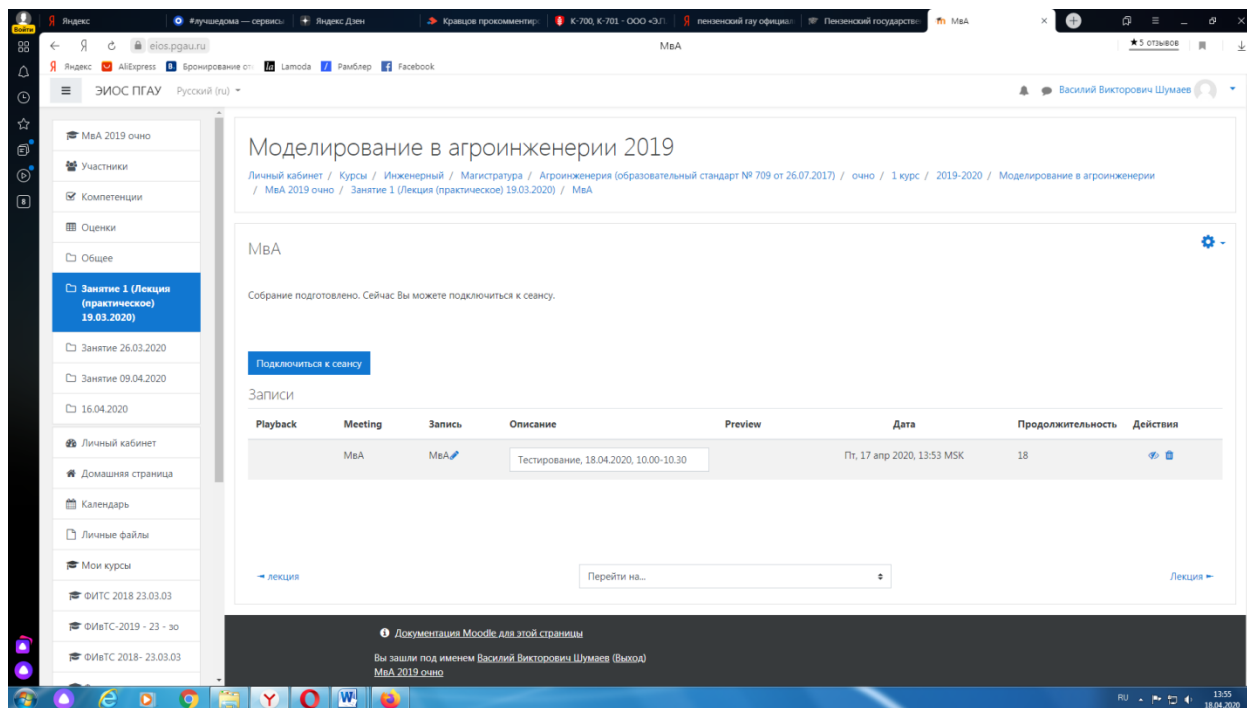 Яндекс
#лучшедома — сервисы
Яндекс Дзен
Кравцов прокомментир
К-700, К-701 - ООО «Э.П.
пензенский гау официал
Пензенский государстве
МвА
Войти
eios.pgau.ru
МвА
★ 5 отзывов
Яндекс
AliExpress
Бронирование от
Lamoda
Рамблер
Facebook
ЭИОС ПГАУ
Русский (ru)
Василий Викторович Шумаев
МвА 2019 очно
Участники
Компетенции
Оценки
Общее
Занятие 1 (Лекция
(практическое)
19.03.2020)
Занятие 26.03.2020
Занятие 09.04.2020
16.04.2020
Личный кабинет
Домашняя страница
Календарь
Личные файлы
Мои курсы
ФИТС 2018 23.03.03
ФИвТС-2019 - 23 - зо
ФИвТС 2018- 23.03.03
Моделирование в агроинженерии 2019
Личный кабинет / Курсы / Инженерный / Магистратура / Агроинженерия (образовательный стандарт № 709 от 26.07.2017) / очно / 1 курс / 2019-2020 / Моделирование в агроинженерии
/ МвА 2019 очно / Занятие 1 (Лекция (практическое) 19.03.2020) / МвА
МвА
Собрание подготовлено. Сейчас Вы можете подключиться к сеансу.
Подключиться к сеансу
Записи
Playback Meeting Запись Описание Preview Дата Продолжительность Действия
МвА МвА Тестирование, 18.04.2020, 10.00-10.30 Пт, 17 апр 2020, 13:53 MSK 18
◄ лекция
Перейти на...
Лекция ►
Документация Moodle для этой страницы
Вы зашли под именем Василий Викторович Шумаев (Выход)
МвА 2019 очно
RU
13:55
18.04.2020